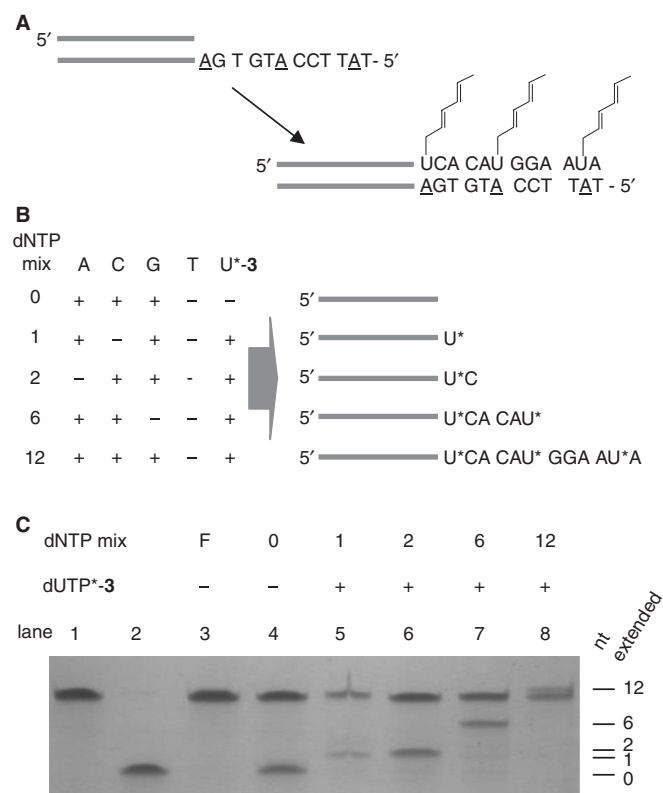 A
5′
AG T GTA CCT TAT- 5′
5′ UCA CAU GGA AUA
AGT GTA CCT TAT - 5′
B
dNTP
mix A C G T U*-3
0 + + + – – 5′
1 + – + – + 5′ U*
2 – + + - + 5′ U*C
6 + + – – + 5′ U*CA CAU*
12 + + + – + 5′ U*CA CAU* GGA AU*A
C
dNTP mix F 0 1 2 6 12
dUTP*-3 – – + + + +
lane 1 2 3 4 5 6 7 8 nt extended
12
6
2
1
0